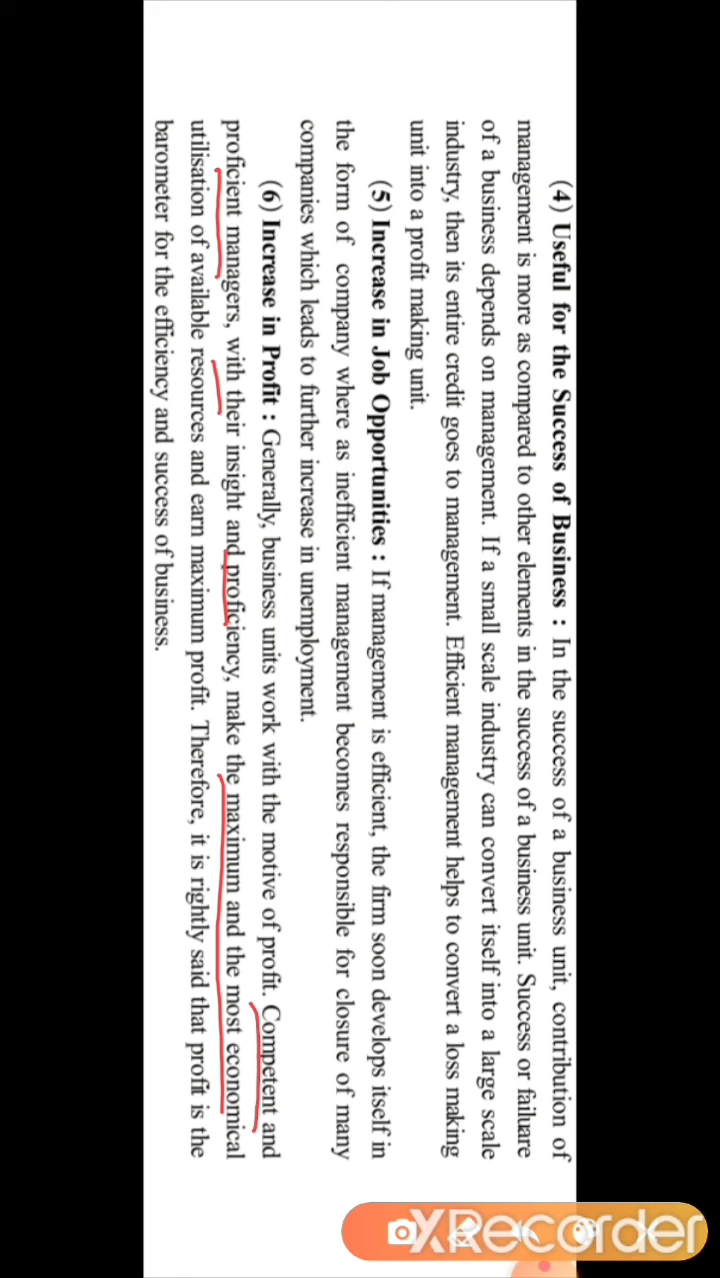 (4) Useful for the Success of Business : In the success of a business unit, contribution of
management is more as compared to other elements in the success of a business unit. Success or failuare
of a business depends on management. If a small scale industry can convert itself into a large scale
industry, then its entire credit goes to management. Efficient management helps to convert a loss making
unit into a profit making unit.
(5) Increase in Job Opportunities : If management is efficient, the firm soon develops itself in
the form of company where as inefficient management becomes responsible for closure of many
companies which leads to further increase in unemployment.
(6) Increase in Profit : Generally, business units work with the motive of profit. Competent and
proficient managers, with their insight and proficiency, make the maximum and the most economical
utilisation of available resources and earn maximum profit. Therefore, it is rightly said that profit is the
barometer for the efficiency and success of business.
XRecorder